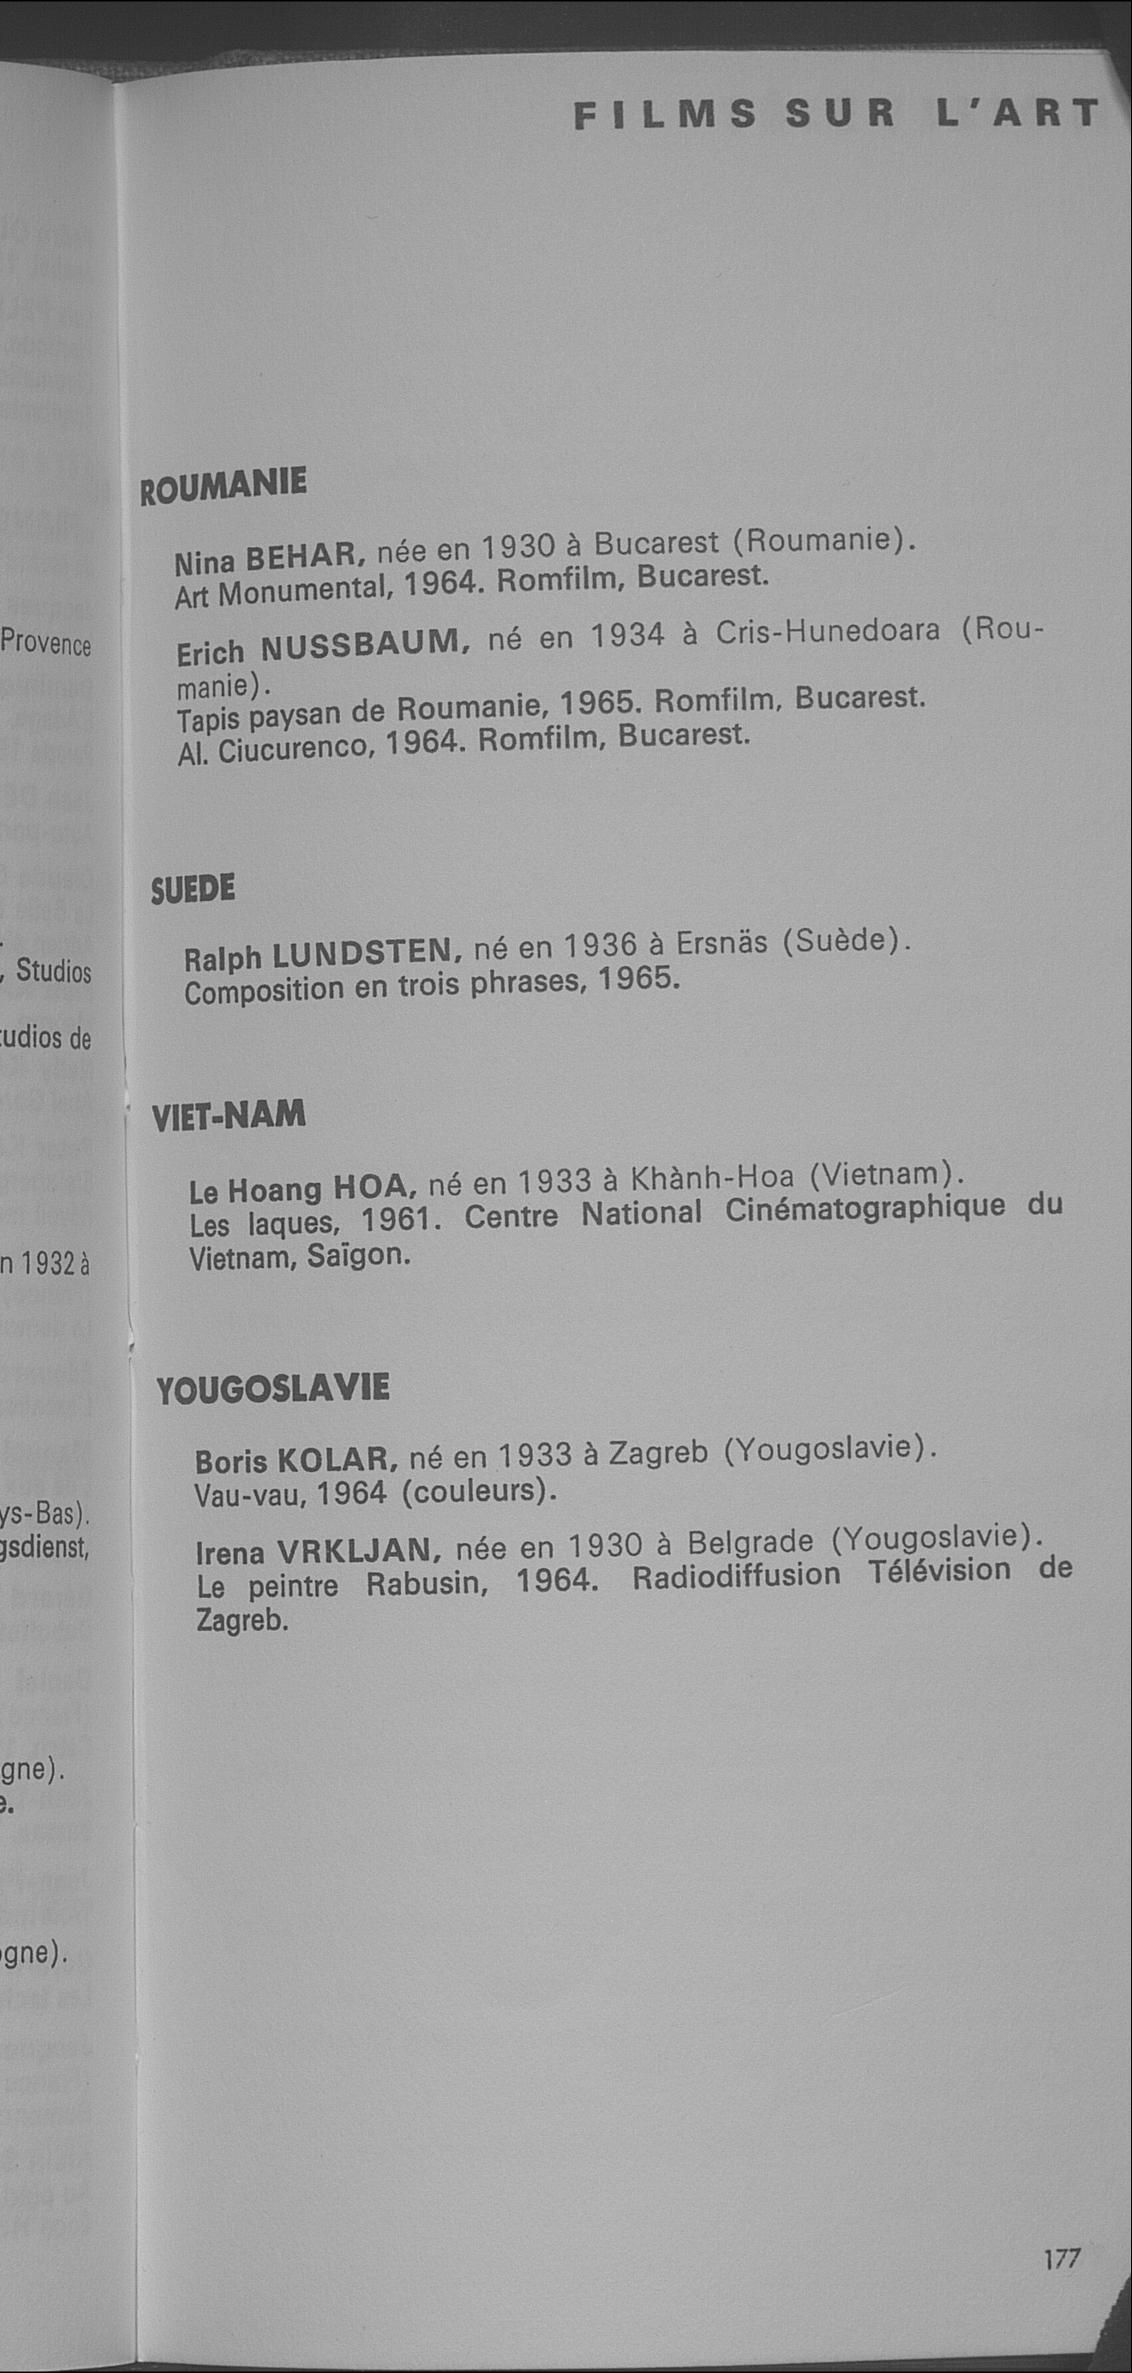 FILMS SUR L'ART
Provence
, Studios
tudios de
n 1932 à
ys-Bas).
gsdienst,
gne).
e.
ogne).
ROUMANIE
Nina BEHAR, née en 1930 à Bucarest (Roumanie).
Art Monumental, 1964. Romfilm, Bucarest.
Erich NUSSBAUM, né en 1934 à Cris-Hunedoara (Rou-
manie).
Tapis paysan de Roumanie, 1965. Romfilm, Bucarest.
Al. Ciucurenco, 1964. Romfilm, Bucarest.
SUEDE
Ralph LUNDSTEN, né en 1936 à Ersnäs (Suède).
Composition en trois phrases, 1965.
VIET-NAM
Le Hoang HOA, né en 1933 à Khành-Hoa (Vietnam).
Les laques, 1961. Centre National Cinématographique du
Vietnam, Saïgon.
YOUGOSLAVIE
Boris KOLAR, né en 1933 à Zagreb (Yougoslavie).
Vau-vau, 1964 (couleurs).
Irena VRKLJAN, née en 1930 à Belgrade (Yougoslavie).
Le peintre Rabusin, 1964. Radiodiffusion Télévision de
Zagreb.
177